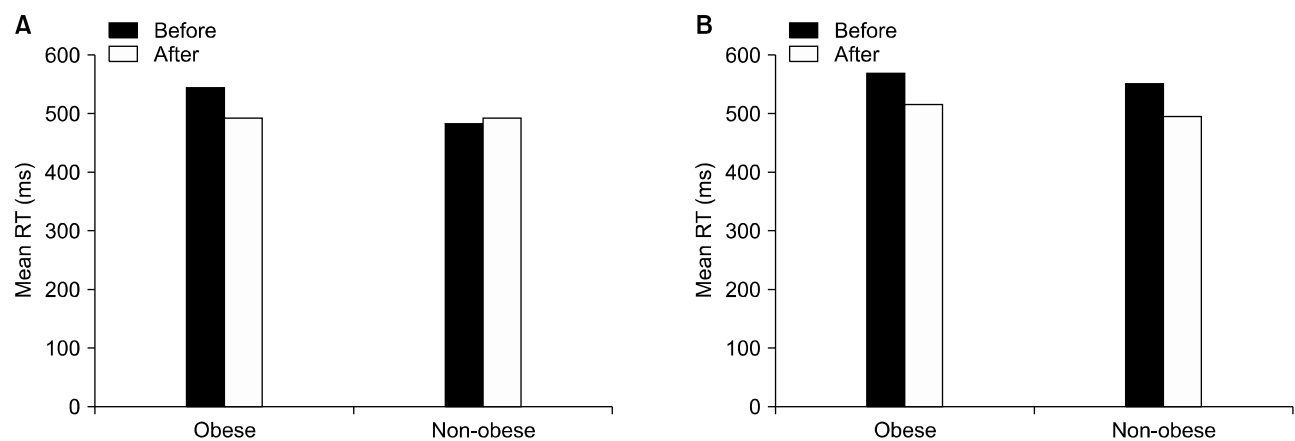 A
Before
After
600
500
400
300
200
100
0
Mean RT (ms)
Obese Non-obese
B
Before
After
600
500
400
300
200
100
0
Mean RT (ms)
Obese Non-obese